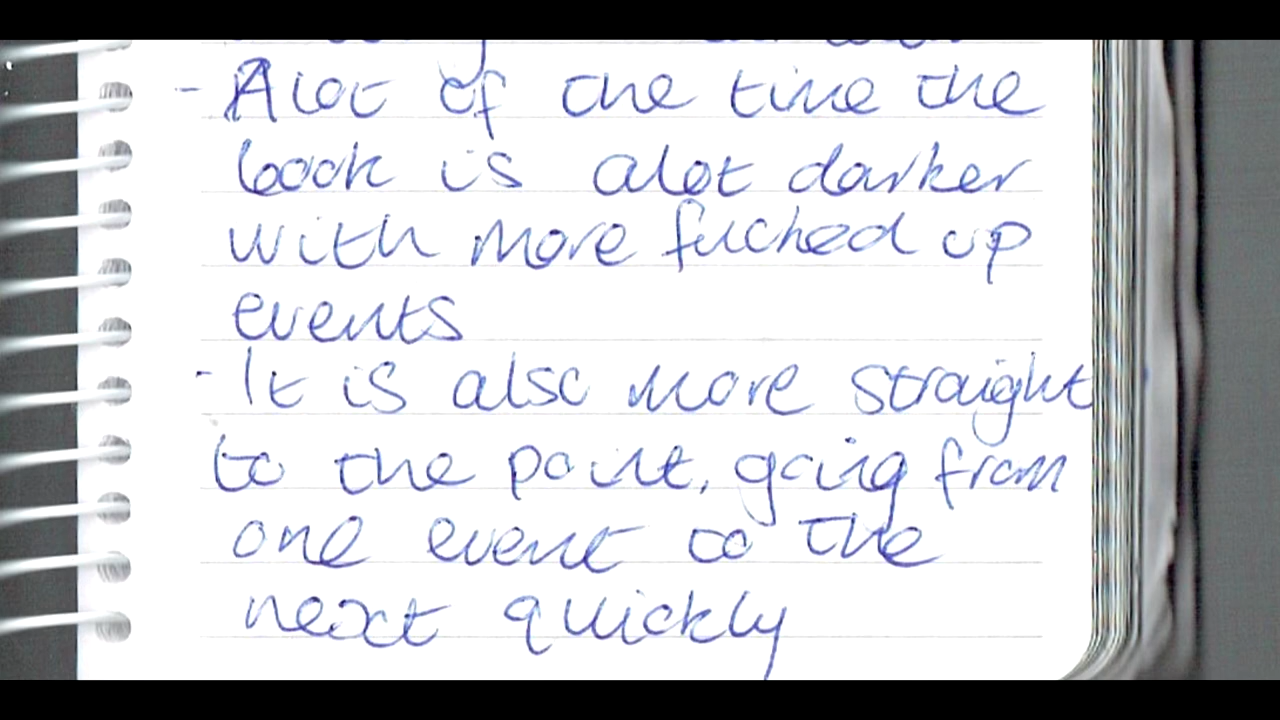 - A lot of the time the
book is alot darker
with more fucked up
events
- It is also more straight
to the point, going from
one event to the
next quickly